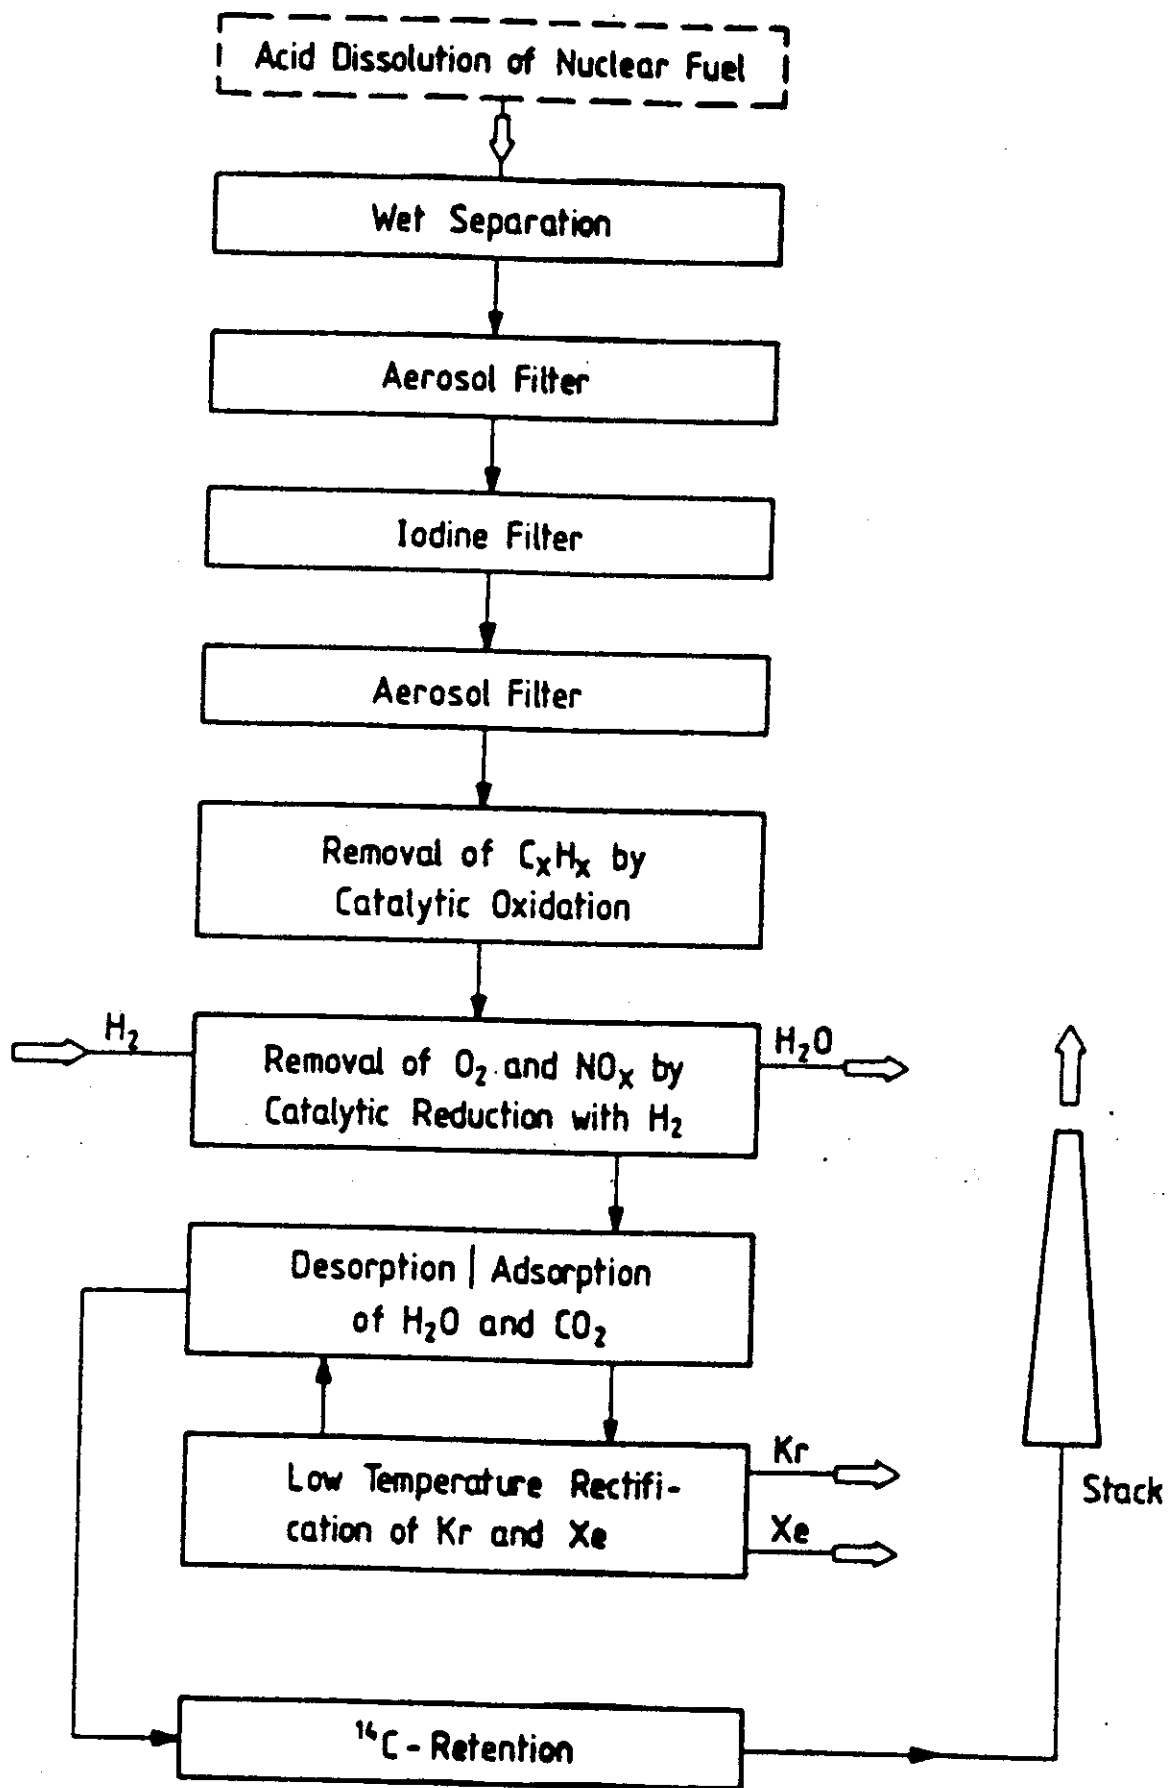 Acid Dissolution of Nuclear Fuel
Wet Separation
Aerosol Filter
Iodine Filter
Aerosol Filter
Removal of CₓHₓ by
Catalytic Oxidation
H₂
Removal of O₂ and NOₓ by
Catalytic Reduction with H₂
H₂O
Desorption | Adsorption
of H₂O and CO₂
Low Temperature Rectifi-
cation of Kr and Xe
Kr
Xe
Stack
¹⁴C-Retention